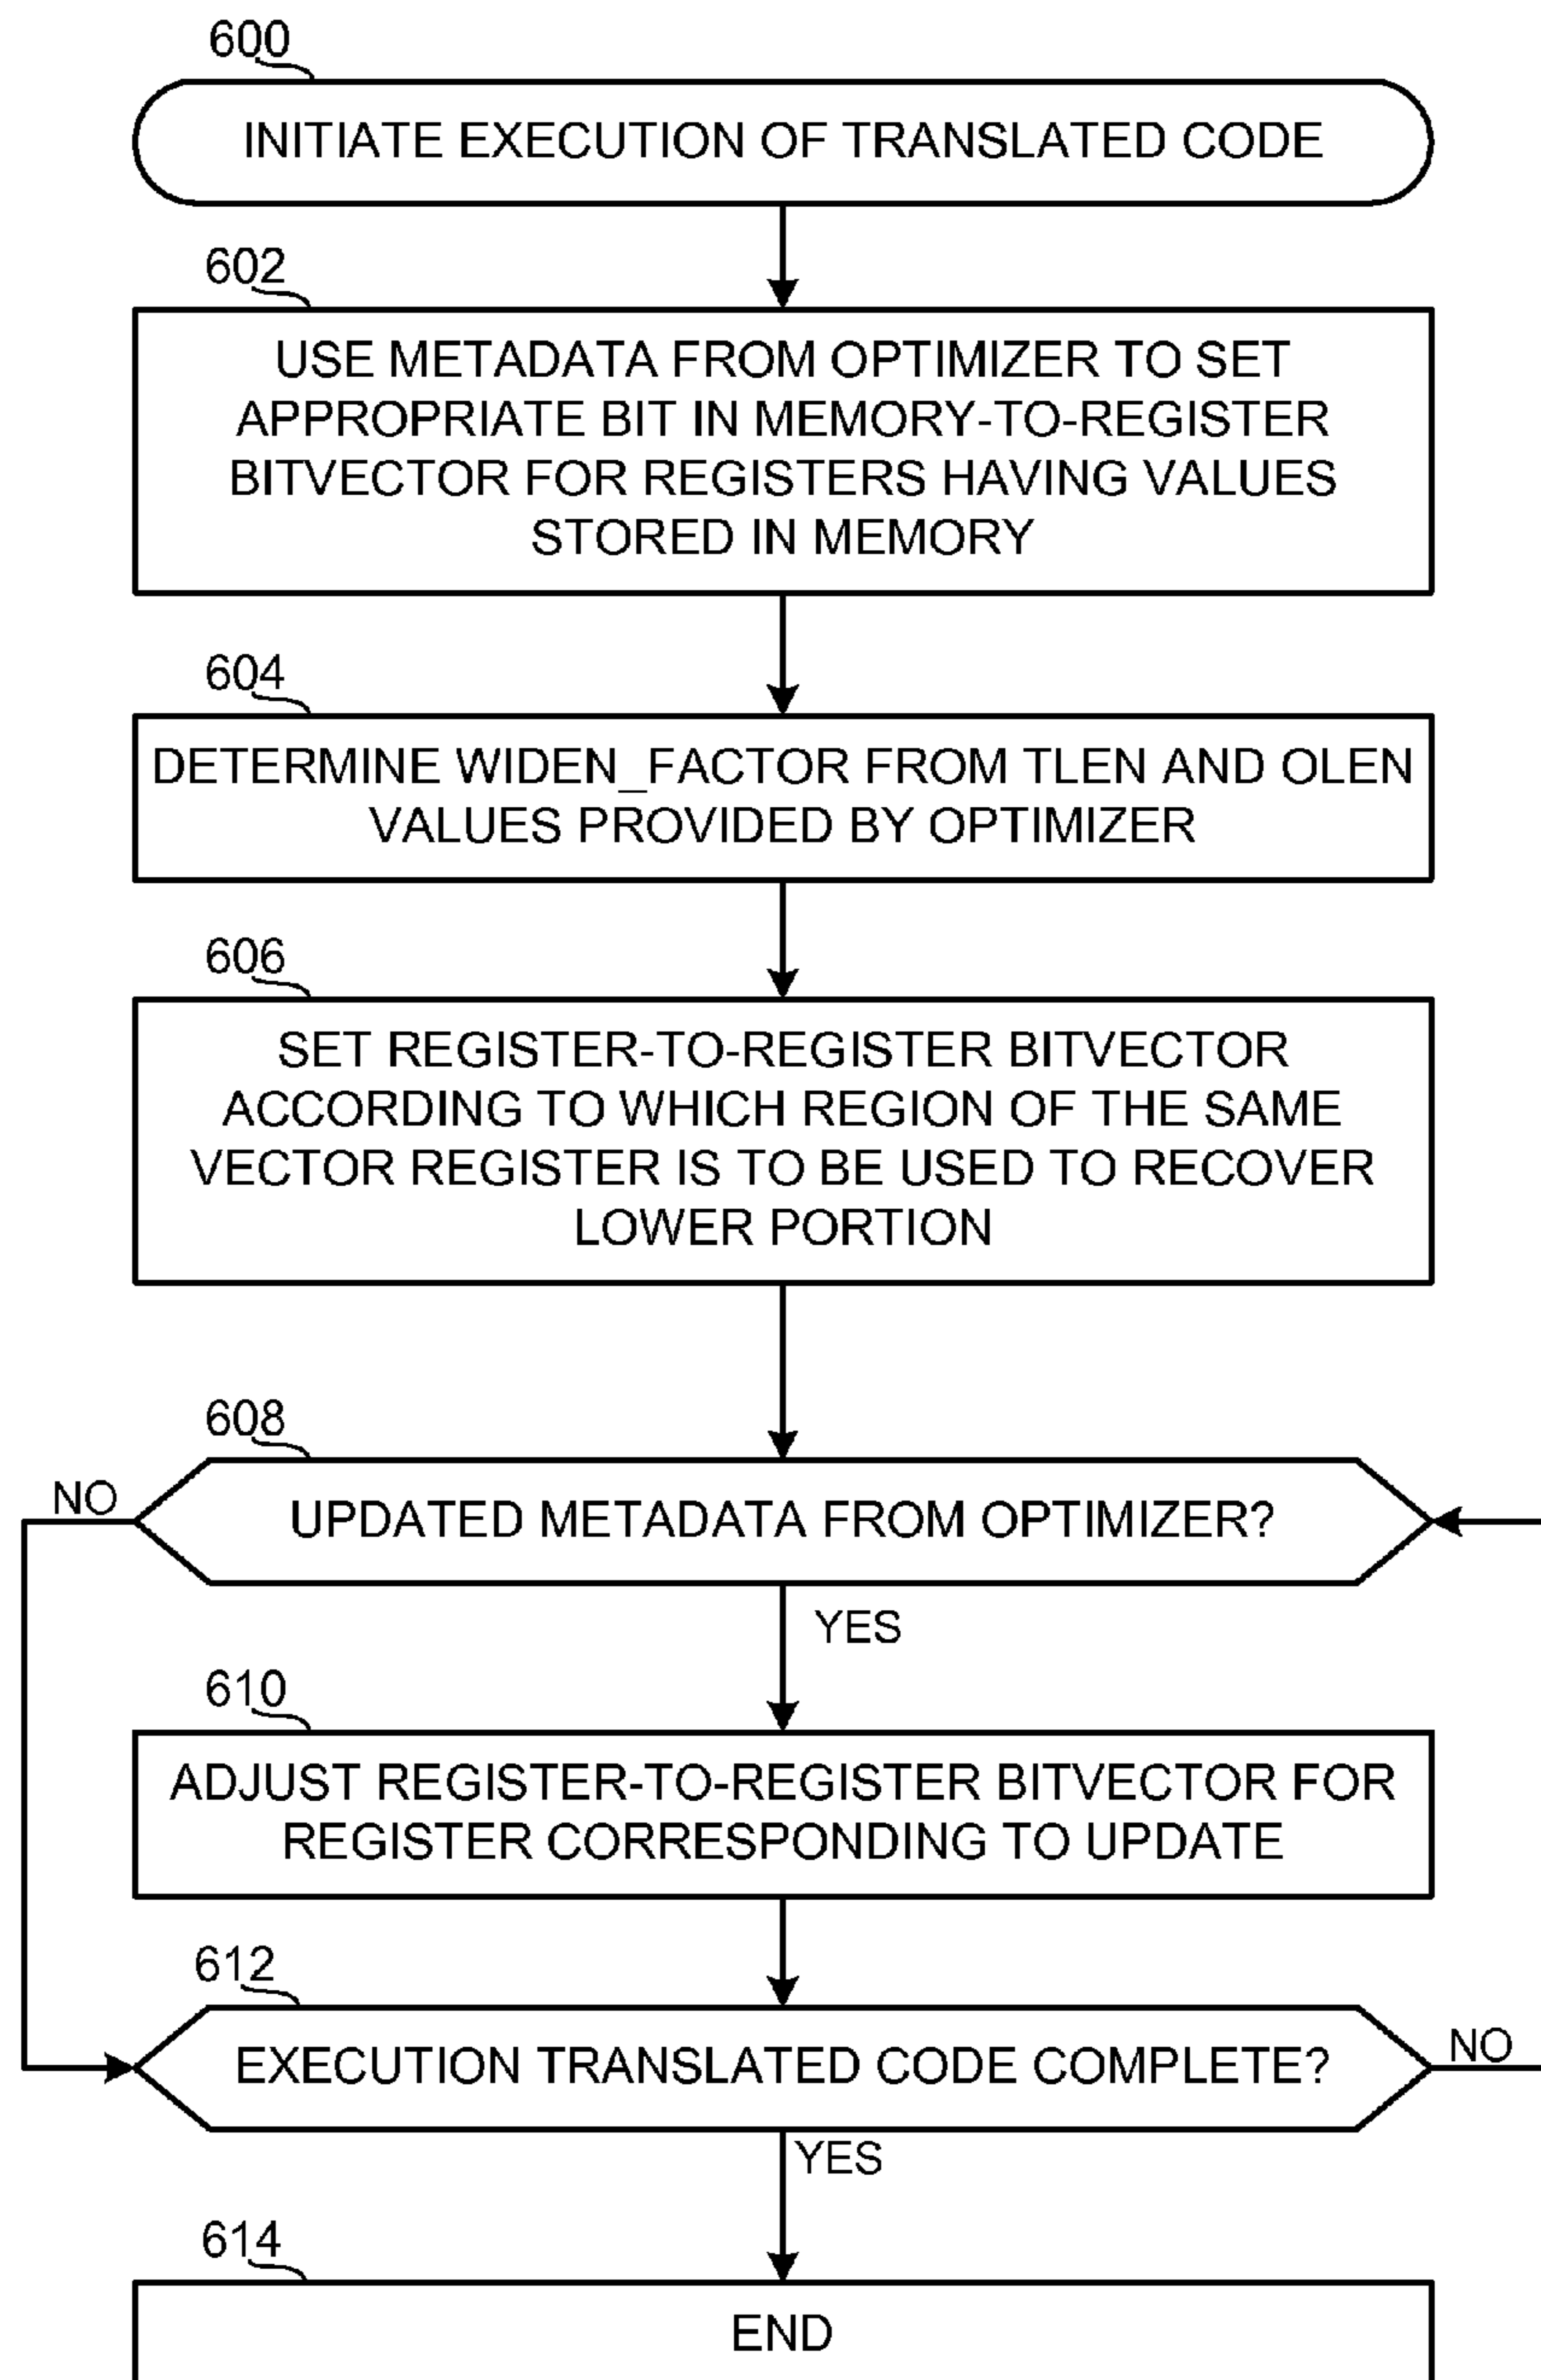 600
INITIATE EXECUTION OF TRANSLATED CODE
602
USE METADATA FROM OPTIMIZER TO SET
APPROPRIATE BIT IN MEMORY-TO-REGISTER
BITVECTOR FOR REGISTERS HAVING VALUES
STORED IN MEMORY
604
DETERMINE WIDEN_FACTOR FROM TLEN AND OLEN
VALUES PROVIDED BY OPTIMIZER
606
SET REGISTER-TO-REGISTER BITVECTOR
ACCORDING TO WHICH REGION OF THE SAME
VECTOR REGISTER IS TO BE USED TO RECOVER
LOWER PORTION
608
NO
UPDATED METADATA FROM OPTIMIZER?
YES
610
ADJUST REGISTER-TO-REGISTER BITVECTOR FOR
REGISTER CORRESPONDING TO UPDATE
612
EXECUTION TRANSLATED CODE COMPLETE?
NO
YES
614
END